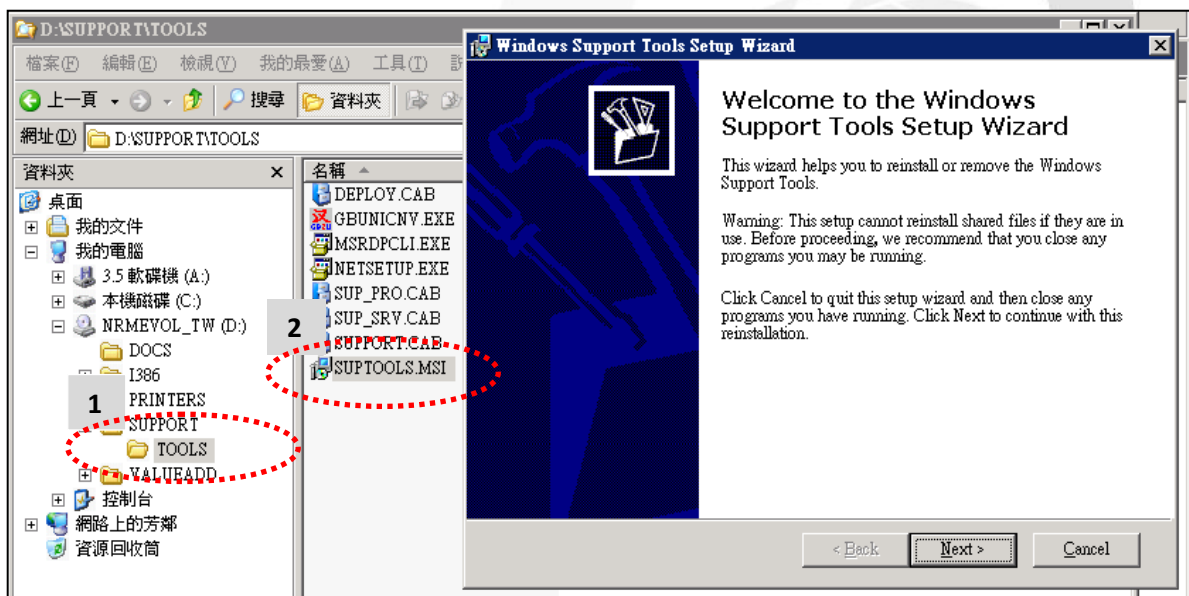 D:\SUPPORT\TOOLS
檔案(F) 編輯(E) 檢視(V) 我的最愛(A) 工具(T)
上一頁 搜尋 資料夾
網址(D) D:\SUPPORT\TOOLS
資料夾
桌面
我的文件
我的電腦
3.5 軟碟機 (A:)
本機磁碟 (C:)
NRMEVOL_TW (D:)
DOCS
I386
1
PRINTERS
SUPPORT
TOOLS
VALUEADD
控制台
網路上的芳鄰
資源回收筒
名稱
DEPLOY.CAB
GBUNICNV.EXE
MSRDPCLI.EXE
NETSETUP.EXE
SUP_PRO.CAB
2
SUP_SRV.CAB
SUPPORT.CAB
SUPTOOLS.MSI
Windows Support Tools Setup Wizard
Welcome to the Windows
Support Tools Setup Wizard
This wizard helps you to reinstall or remove the Windows
Support Tools.
Warning: This setup cannot reinstall shared files if they are in
use. Before proceeding, we recommend that you close any
programs you may be running.
Click Cancel to quit this setup wizard and then close any
programs you have running. Click Next to continue with this
reinstallation.
< Back Next > Cancel